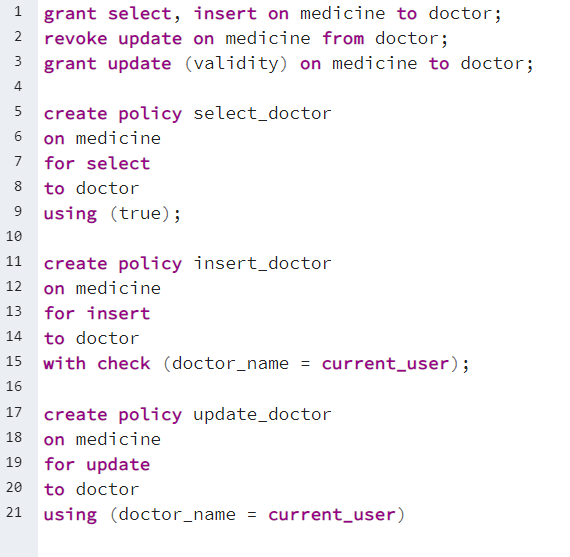 1 grant select, insert on medicine to doctor;
2 revoke update on medicine from doctor;
3 grant update (validity) on medicine to doctor;
4
5 create policy select_doctor
6 on medicine
7 for select
8 to doctor
9 using (true);
10
11 create policy insert_doctor
12 on medicine
13 for insert
14 to doctor
15 with check (doctor_name = current_user);
16
17 create policy update_doctor
18 on medicine
19 for update
20 to doctor
21 using (doctor_name = current_user)